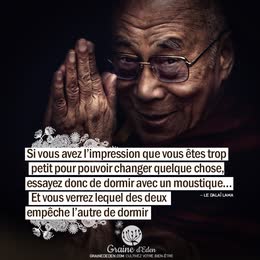 Si vous avez l'impression que vous êtes trop
petit pour pouvoir changer quelque chose,
essayez donc de dormir avec un moustique...
Et vous verrez lequel des deux
empêche l'autre de dormir
– LE DALAÏ LAMA
Graine d'Eden
GRAINEDEDEN.COM CULTIVEZ VOTRE BIEN-ÊTRE